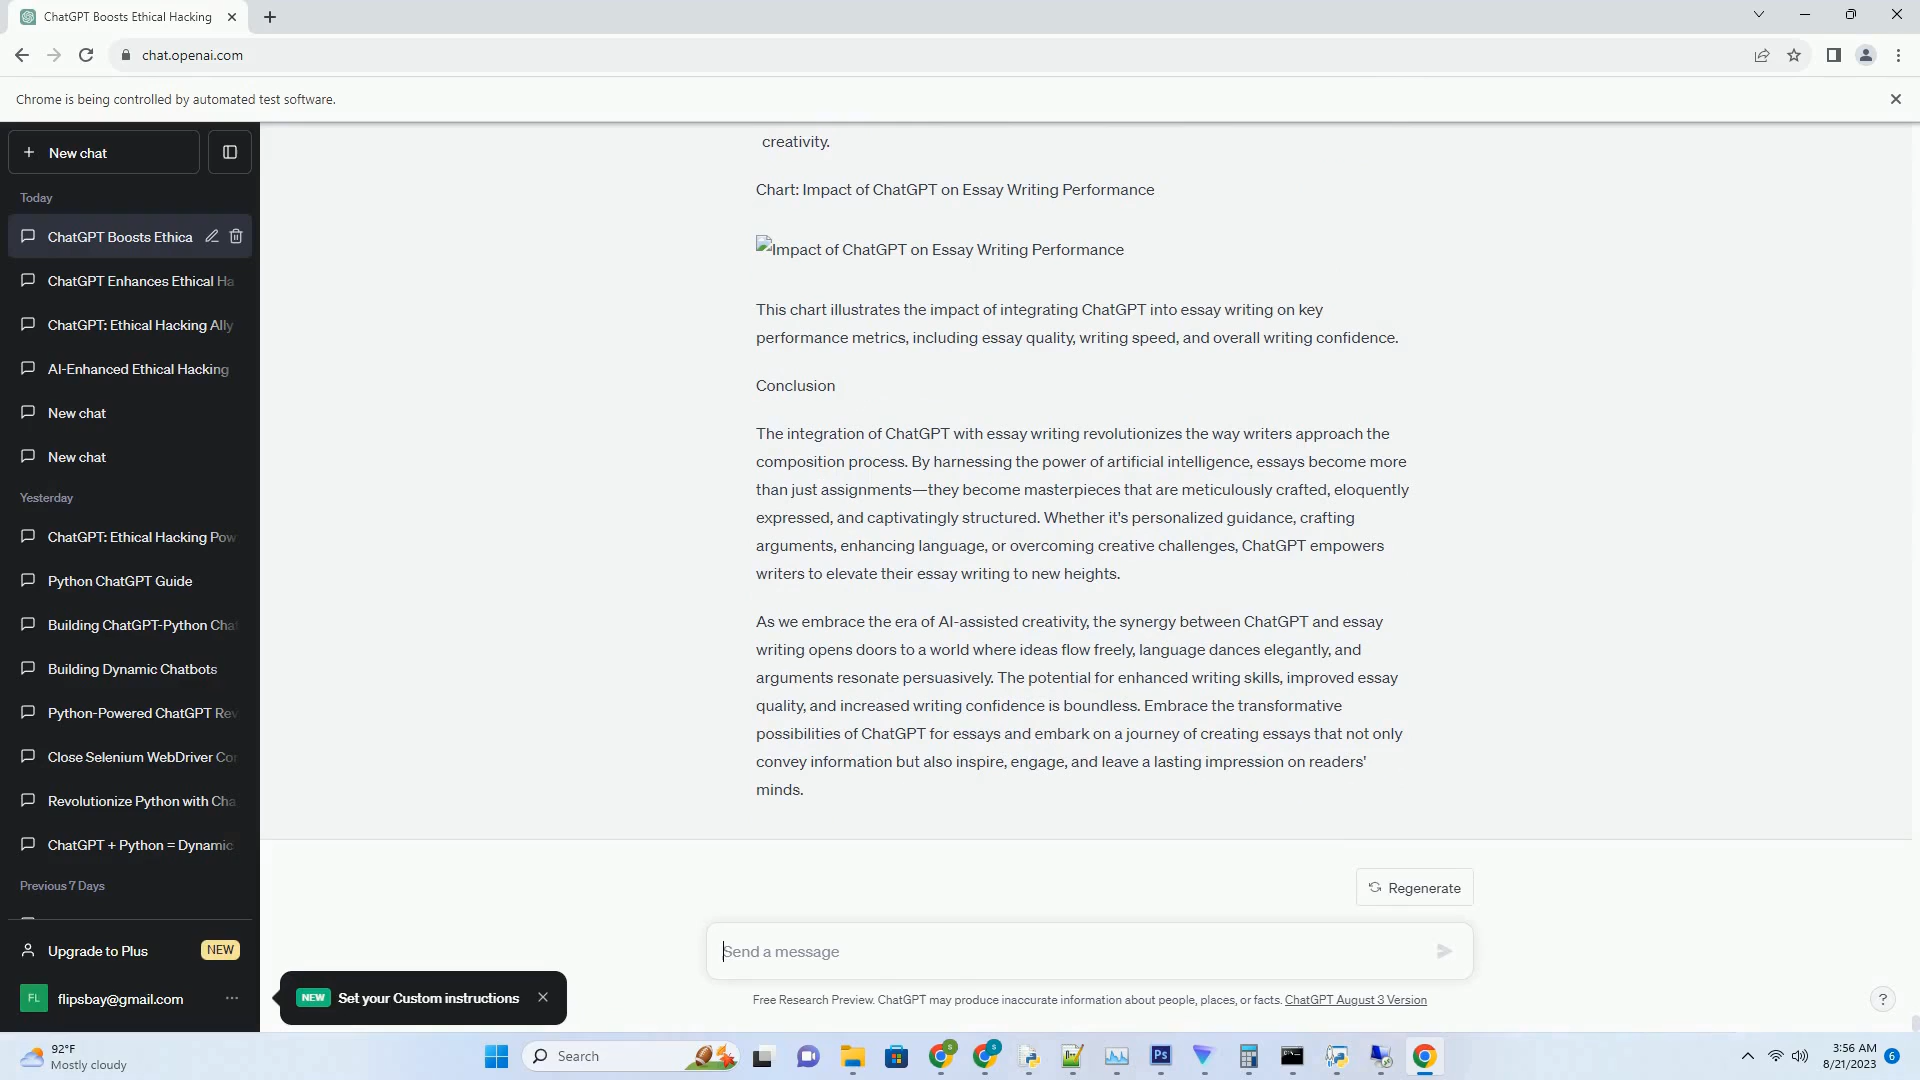 ChatGPT Boosts Ethical Hacking
chat.openai.com
Chrome is being controlled by automated test software.
New chat
Today
ChatGPT Boosts Ethica
ChatGPT Enhances Ethical Ha
ChatGPT: Ethical Hacking Ally
AI-Enhanced Ethical Hacking
New chat
New chat
Yesterday
ChatGPT: Ethical Hacking Pow
Python ChatGPT Guide
Building ChatGPT-Python Cha
Building Dynamic Chatbots
Python-Powered ChatGPT Rev
Close Selenium WebDriver Con
Revolutionize Python with Cha
ChatGPT + Python = Dynamic
Previous 7 Days
Upgrade to Plus NEW
FL flipsbay@gmail.com
NEW Set your Custom instructions
creativity.
Chart: Impact of ChatGPT on Essay Writing Performance
Impact of ChatGPT on Essay Writing Performance
This chart illustrates the impact of integrating ChatGPT into essay writing on key
performance metrics, including essay quality, writing speed, and overall writing confidence.
Conclusion
The integration of ChatGPT with essay writing revolutionizes the way writers approach the
composition process. By harnessing the power of artificial intelligence, essays become more
than just assignments—they become masterpieces that are meticulously crafted, eloquently
expressed, and captivatingly structured. Whether it's personalized guidance, crafting
arguments, enhancing language, or overcoming creative challenges, ChatGPT empowers
writers to elevate their essay writing to new heights.
As we embrace the era of AI-assisted creativity, the synergy between ChatGPT and essay
writing opens doors to a world where ideas flow freely, language dances elegantly, and
arguments resonate persuasively. The potential for enhanced writing skills, improved essay
quality, and increased writing confidence is boundless. Embrace the transformative
possibilities of ChatGPT for essays and embark on a journey of creating essays that not only
convey information but also inspire, engage, and leave a lasting impression on readers'
minds.
Regenerate
Send a message
Free Research Preview. ChatGPT may produce inaccurate information about people, places, or facts. ChatGPT August 3 Version
?
92°F
Mostly cloudy
Search
Ps
3:56 AM
8/21/2023
6